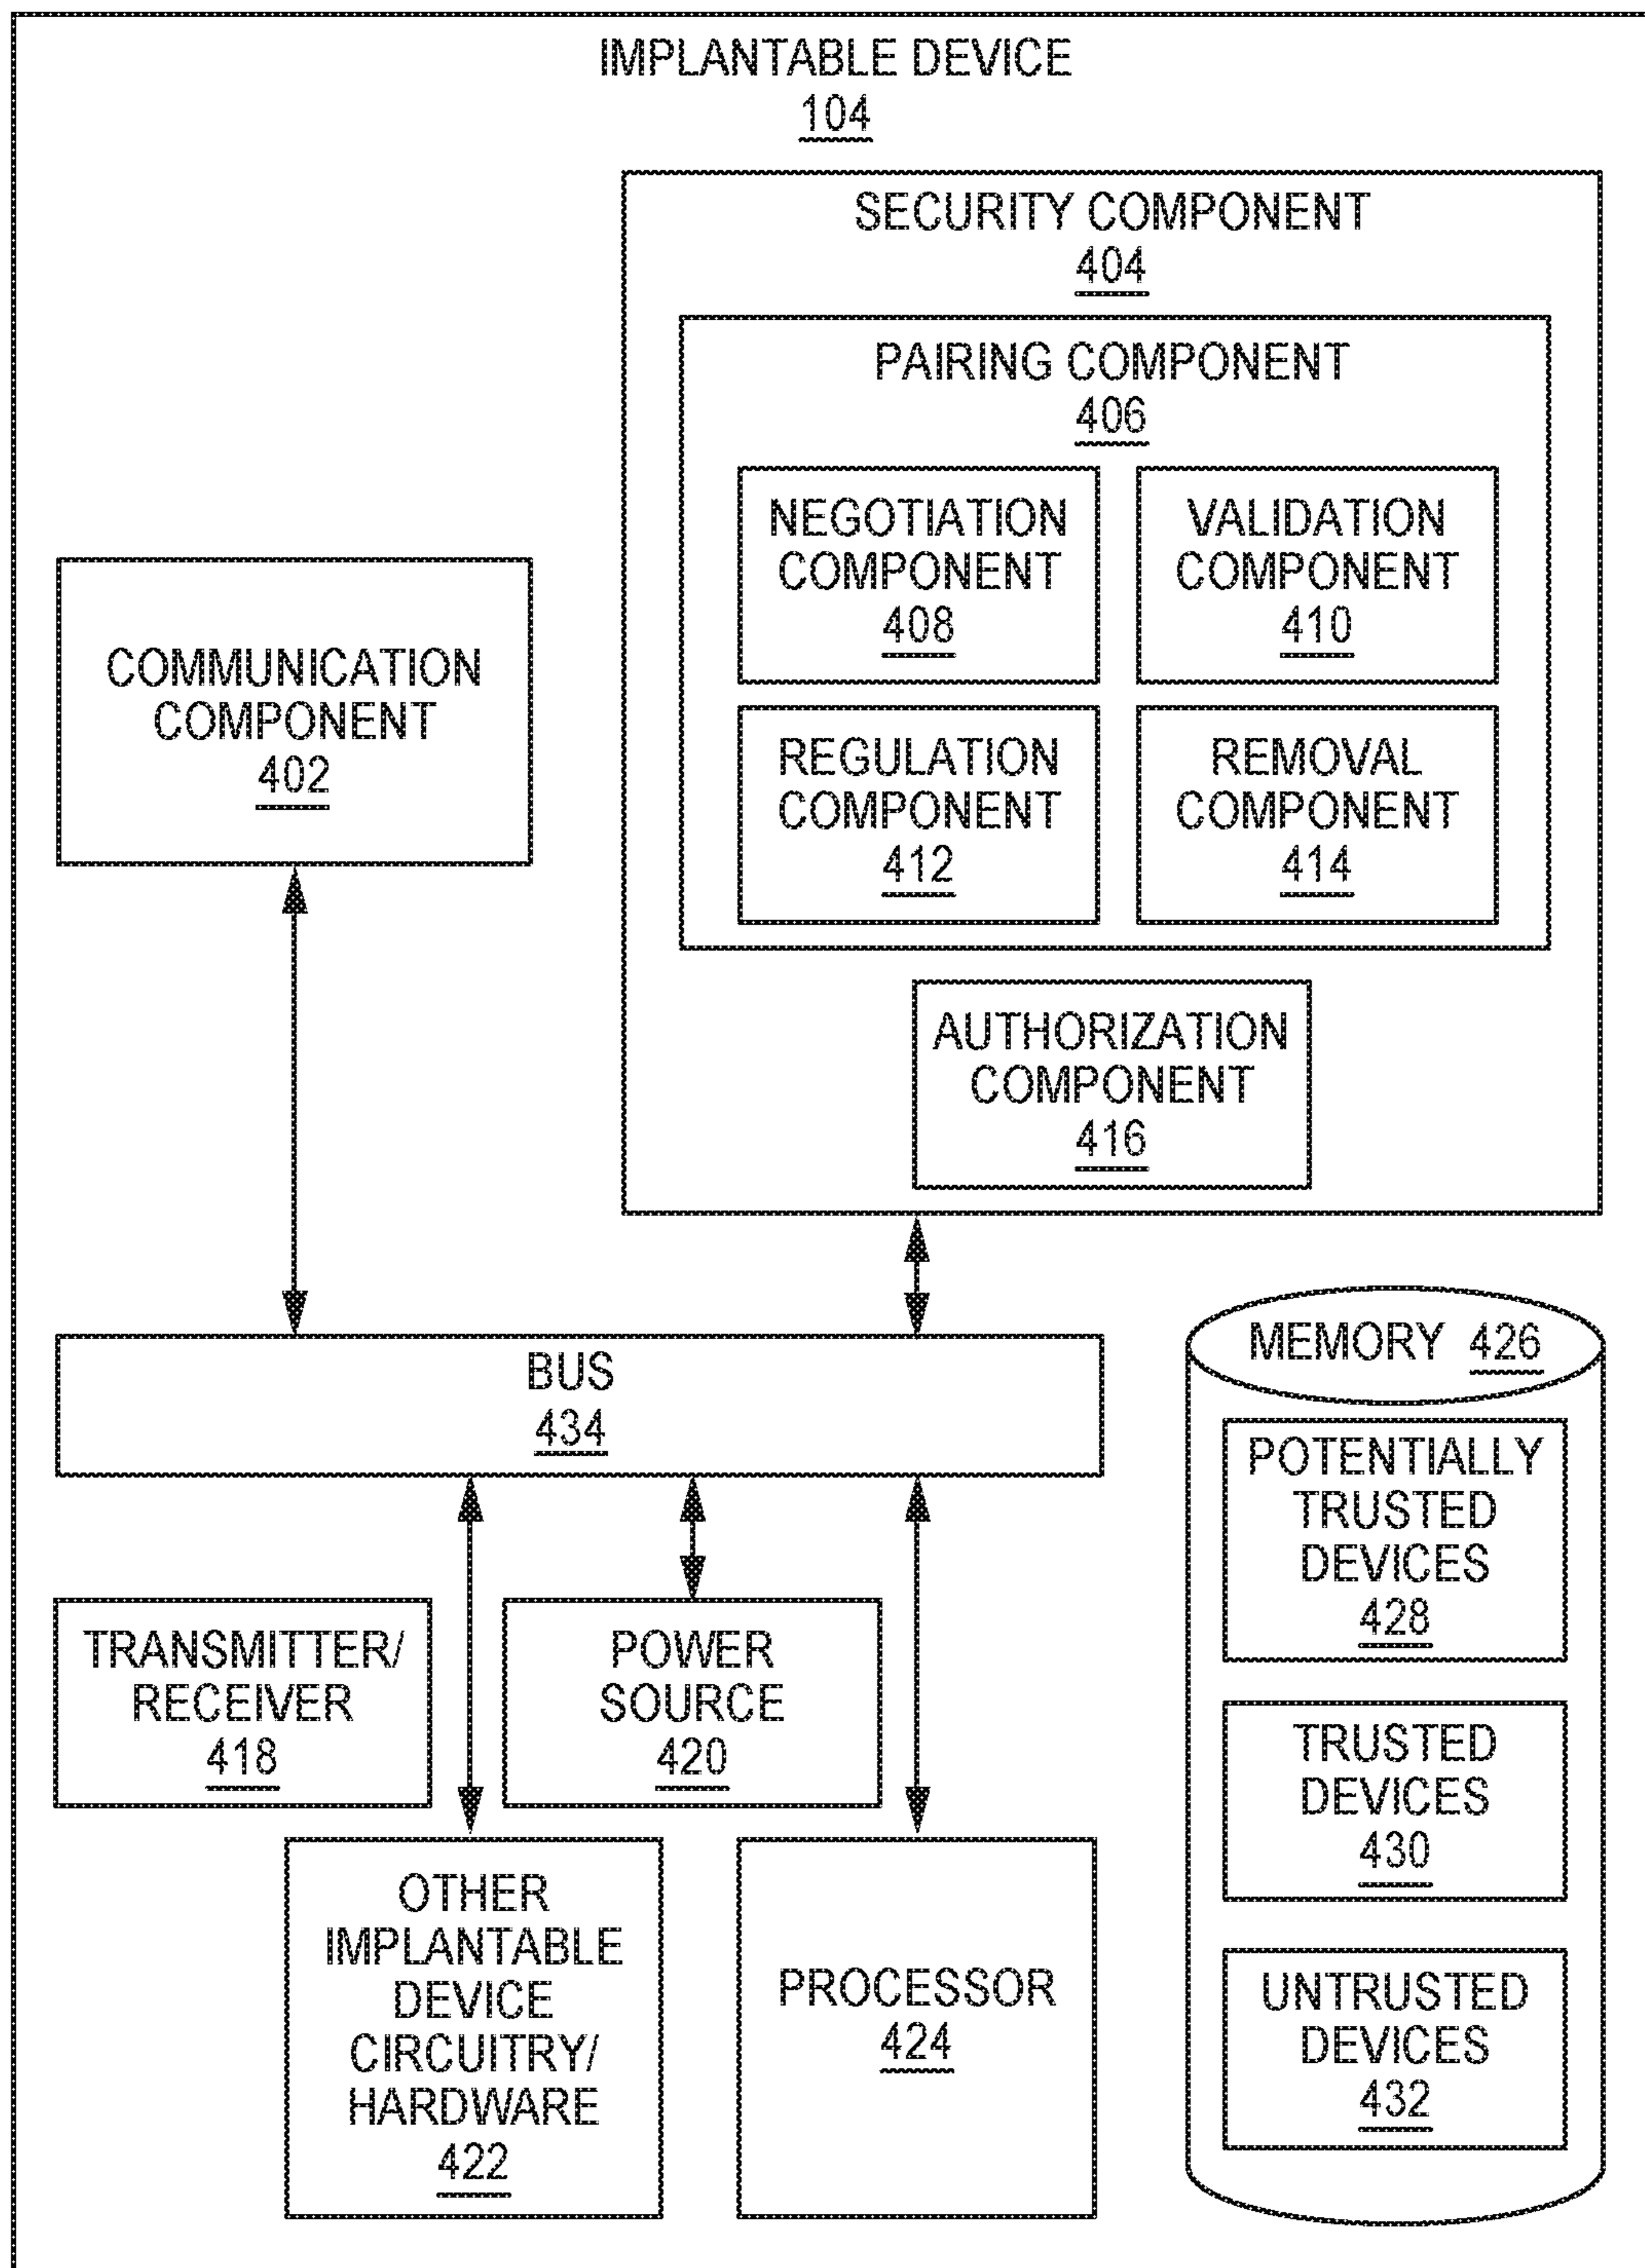 IMPLANTABLE DEVICE
104
SECURITY COMPONENT
404
PAIRING COMPONENT
406
NEGOTIATION
COMPONENT
408
VALIDATION
COMPONENT
410
REGULATION
COMPONENT
412
REMOVAL
COMPONENT
414
AUTHORIZATION
COMPONENT
416
COMMUNICATION
COMPONENT
402
BUS
434
MEMORY 426
POTENTIALLY
TRUSTED
DEVICES
428
TRUSTED
DEVICES
430
UNTRUSTED
DEVICES
432
TRANSMITTER/
RECEIVER
418
POWER
SOURCE
420
OTHER
IMPLANTABLE
DEVICE
CIRCUITRY/
HARDWARE
422
PROCESSOR
424